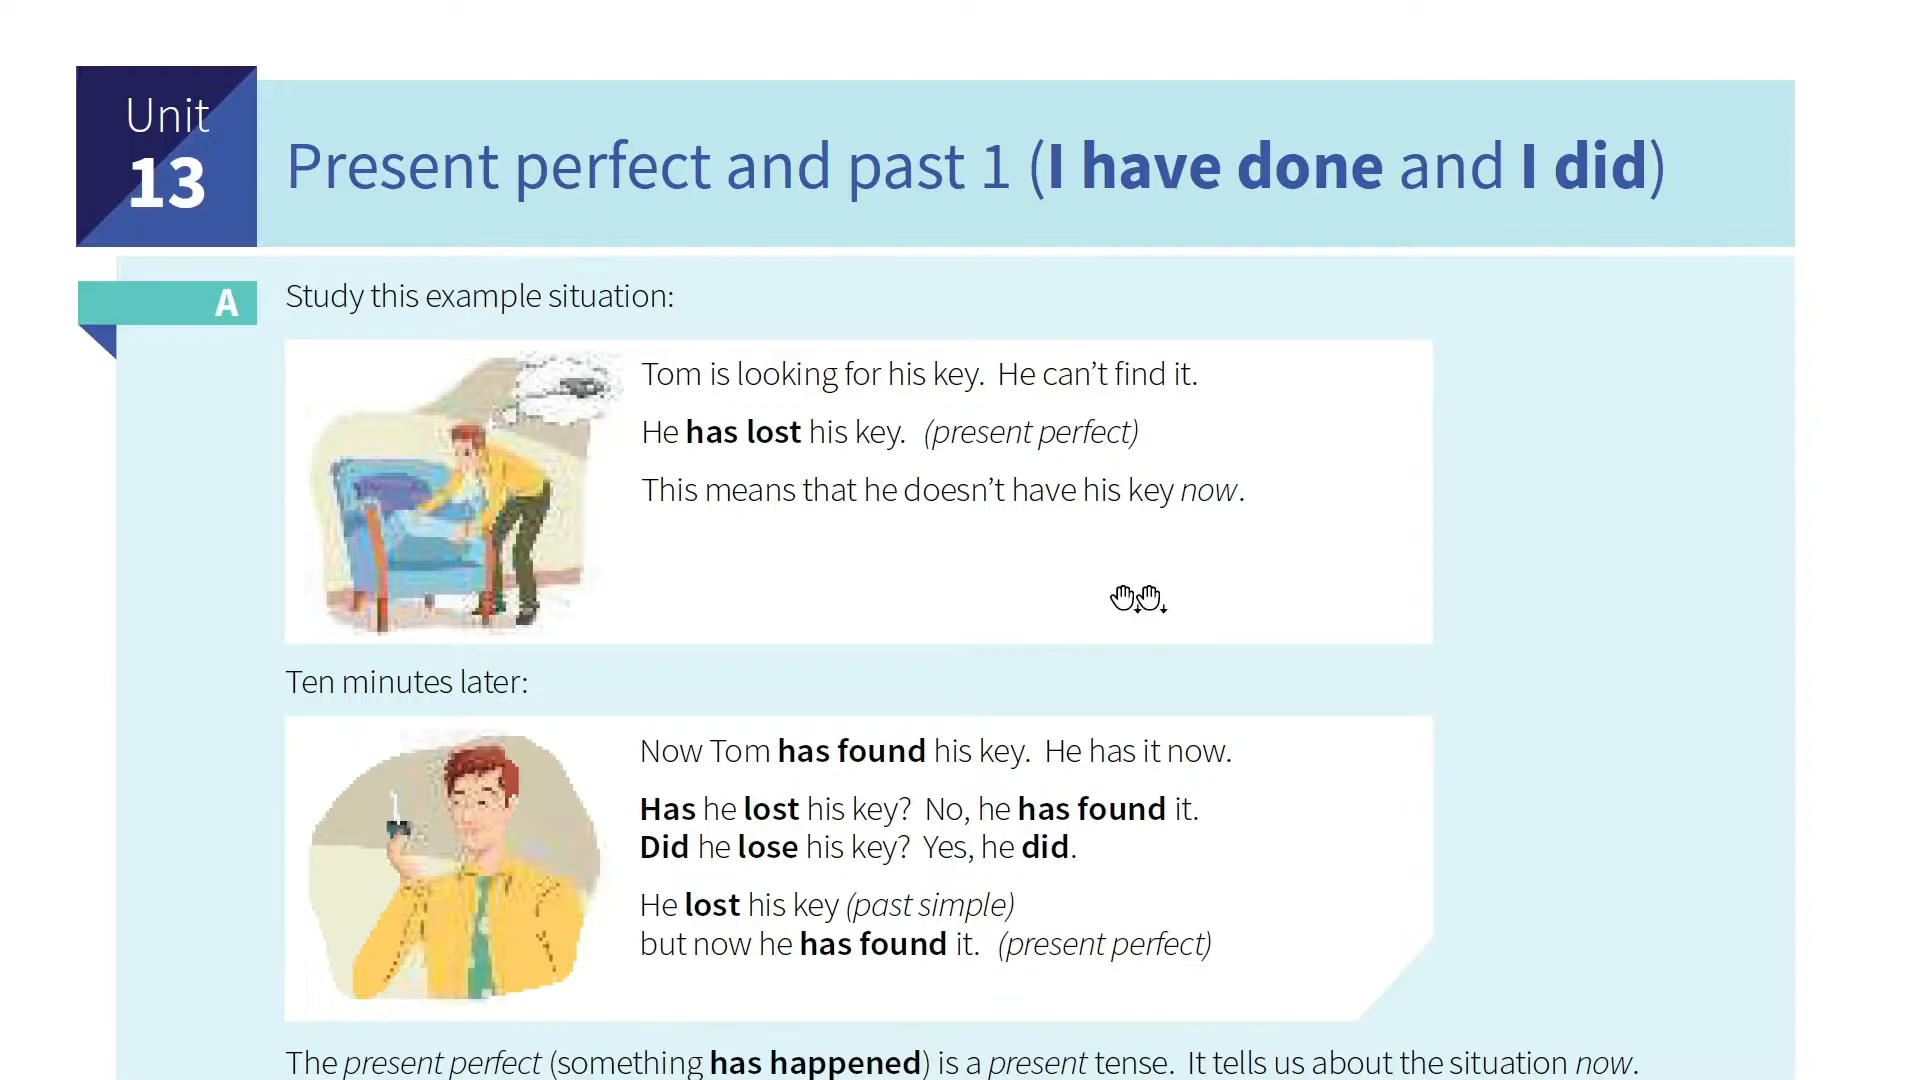 Unit
13
Present perfect and past 1 (I have done and I did)
A
Study this example situation:
Tom is looking for his key. He can’t find it.
He has lost his key. (present perfect)
This means that he doesn’t have his key now.
Ten minutes later:
Now Tom has found his key. He has it now.
Has he lost his key? No, he has found it.
Did he lose his key? Yes, he did.
He lost his key (past simple)
but now he has found it. (present perfect)
The present perfect (something has happened) is a present tense. It tells us about the situation now.